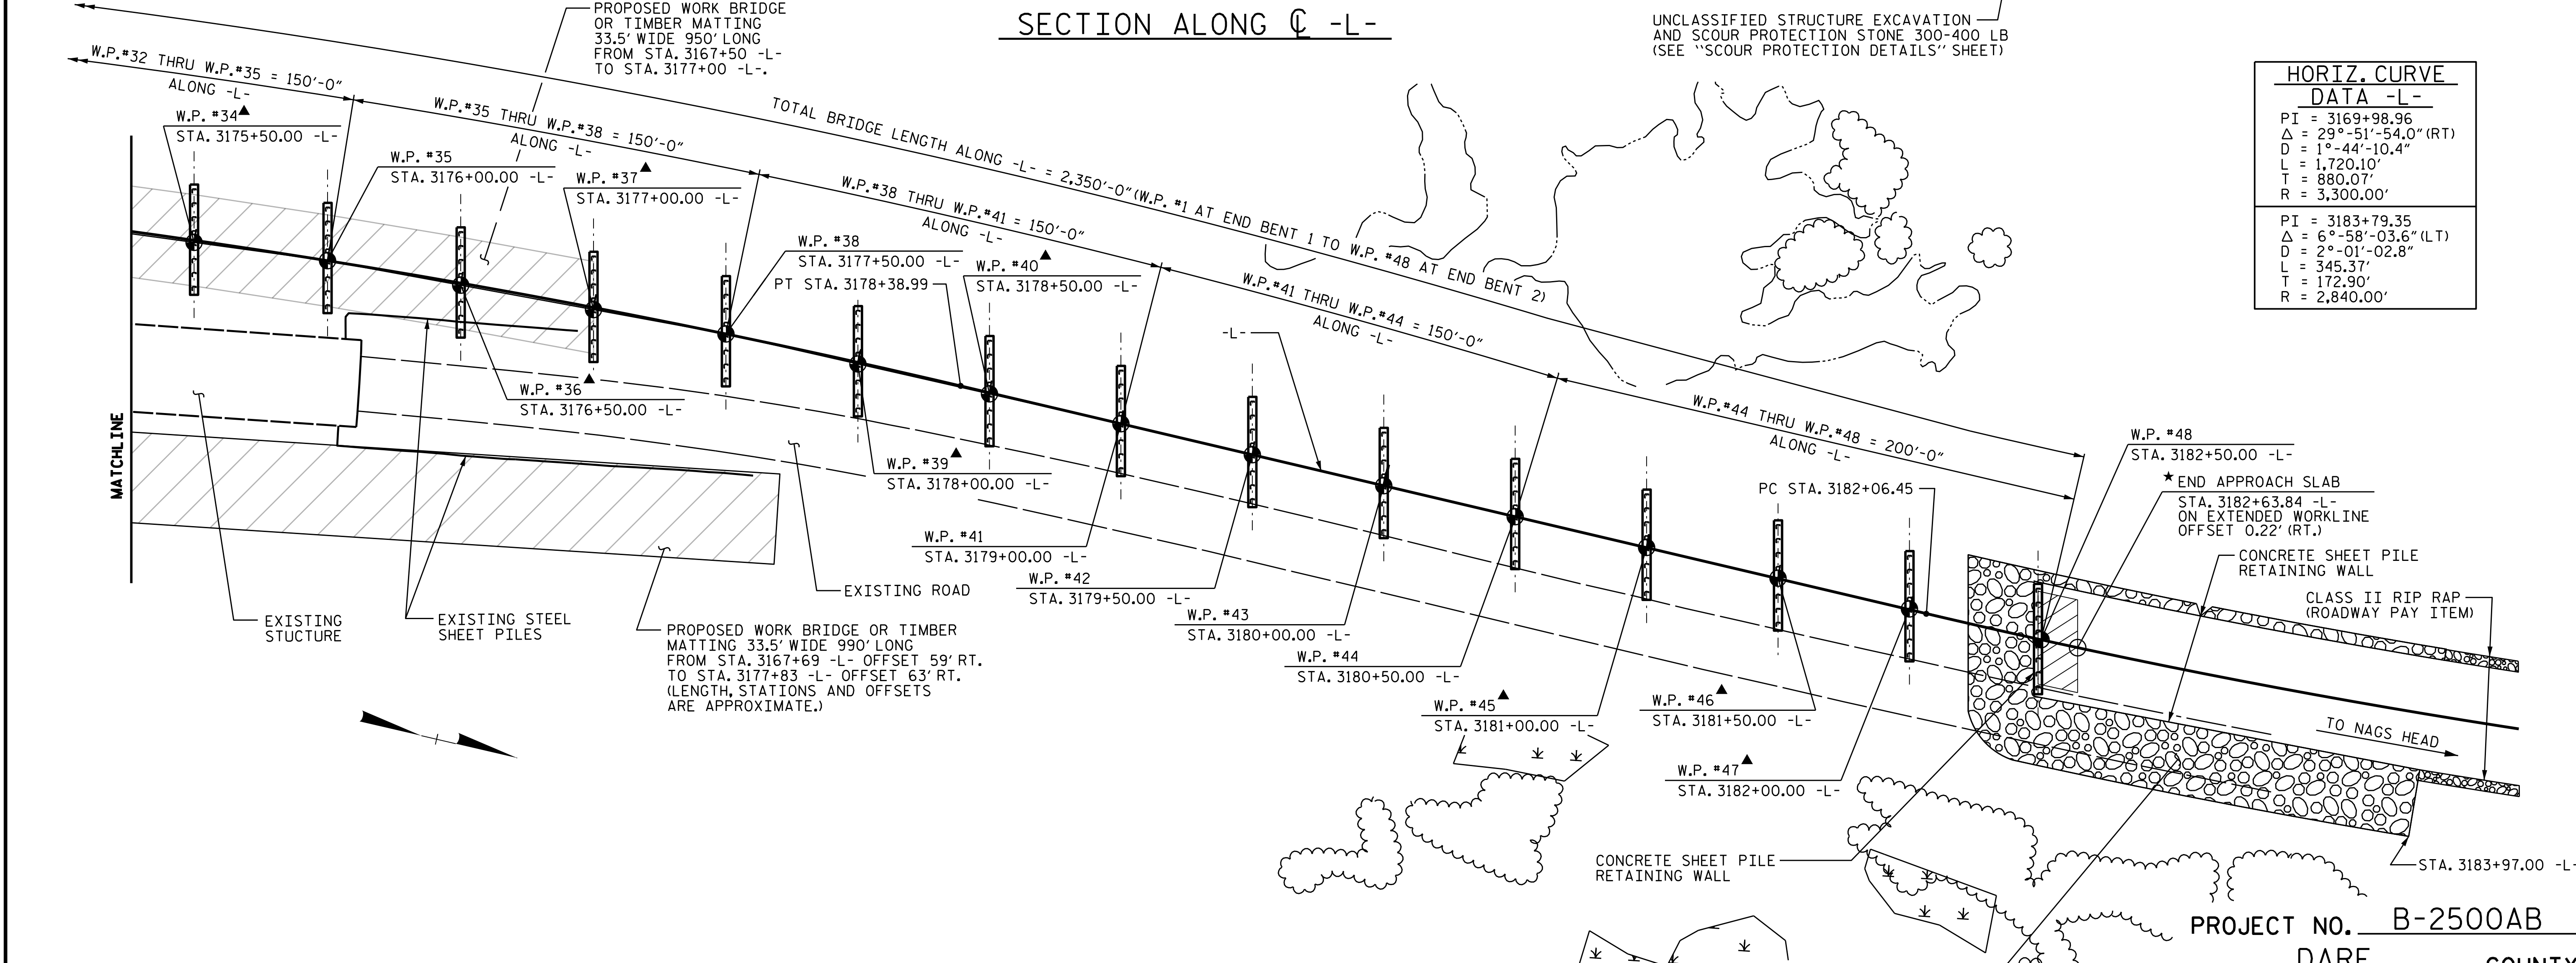 SECTION ALONG ℄ -L-
PROPOSED WORK BRIDGE
OR TIMBER MATTING
33.5' WIDE 950' LONG
FROM STA. 3167+50 -L-
TO STA. 3177+00 -L-.
UNCLASSIFIED STRUCTURE EXCAVATION
AND SCOUR PROTECTION STONE 300-400 LB
(SEE "SCOUR PROTECTION DETAILS" SHEET)
HORIZ. CURVE
DATA -L-
PI = 3169+98.96
Δ = 29°-51'-54.0" (RT)
D = 1°-44'-10.4"
L = 1,720.10'
T = 880.07'
R = 3,300.00'
PI = 3183+79.35
Δ = 6°-58'-03.6" (LT)
D = 2°-01'-02.8"
L = 345.37'
T = 172.90'
R = 2,840.00'
W.P.#32 THRU W.P.#35 = 150'-0"
ALONG -L-
W.P.#35 THRU W.P.#38 = 150'-0"
ALONG -L-
TOTAL BRIDGE LENGTH ALONG -L- = 2,350'-0" (W.P. #1 AT END BENT 1 TO W.P. #48 AT END BENT 2)
W.P.#38 THRU W.P.#41 = 150'-0"
ALONG -L-
W.P.#41 THRU W.P.#44 = 150'-0"
ALONG -L-
W.P.#44 THRU W.P.#48 = 200'-0"
ALONG -L-
W.P.#34▲
STA. 3175+50.00 -L-
W.P. #35
STA. 3176+00.00 -L-
W.P. #37▲
STA. 3177+00.00 -L-
W.P. #38
STA. 3177+50.00 -L-
PT STA. 3178+38.99
W.P. #40▲
STA. 3178+50.00 -L-
-L-
W.P. #36▲
STA. 3176+50.00 -L-
MATCHLINE
W.P. #39▲
STA. 3178+00.00 -L-
W.P. #41
STA. 3179+00.00 -L-
W.P. #42
STA. 3179+50.00 -L-
W.P. #43
STA. 3180+00.00 -L-
W.P. #44
STA. 3180+50.00 -L-
W.P. #45▲
STA. 3181+00.00 -L-
W.P. #46▲
STA. 3181+50.00 -L-
W.P. #47▲
STA. 3182+00.00 -L-
PC STA. 3182+06.45
W.P. #48
STA. 3182+50.00 -L-
★END APPROACH SLAB
STA. 3182+63.84 -L-
ON EXTENDED WORKLINE
OFFSET 0.22' (RT.)
CONCRETE SHEET PILE
RETAINING WALL
CLASS II RIP RAP
(ROADWAY PAY ITEM)
EXISTING
STUCTURE
EXISTING STEEL
SHEET PILES
EXISTING ROAD
PROPOSED WORK BRIDGE OR TIMBER
MATTING 33.5' WIDE 990' LONG
FROM STA. 3167+69 -L- OFFSET 59' RT.
TO STA. 3177+83 -L- OFFSET 63' RT.
(LENGTH, STATIONS AND OFFSETS
ARE APPROXIMATE.)
TO NAGS HEAD
CONCRETE SHEET PILE
RETAINING WALL
STA. 3183+97.00 -L-
PROJECT NO. B-2500AB
DARE COUNTY